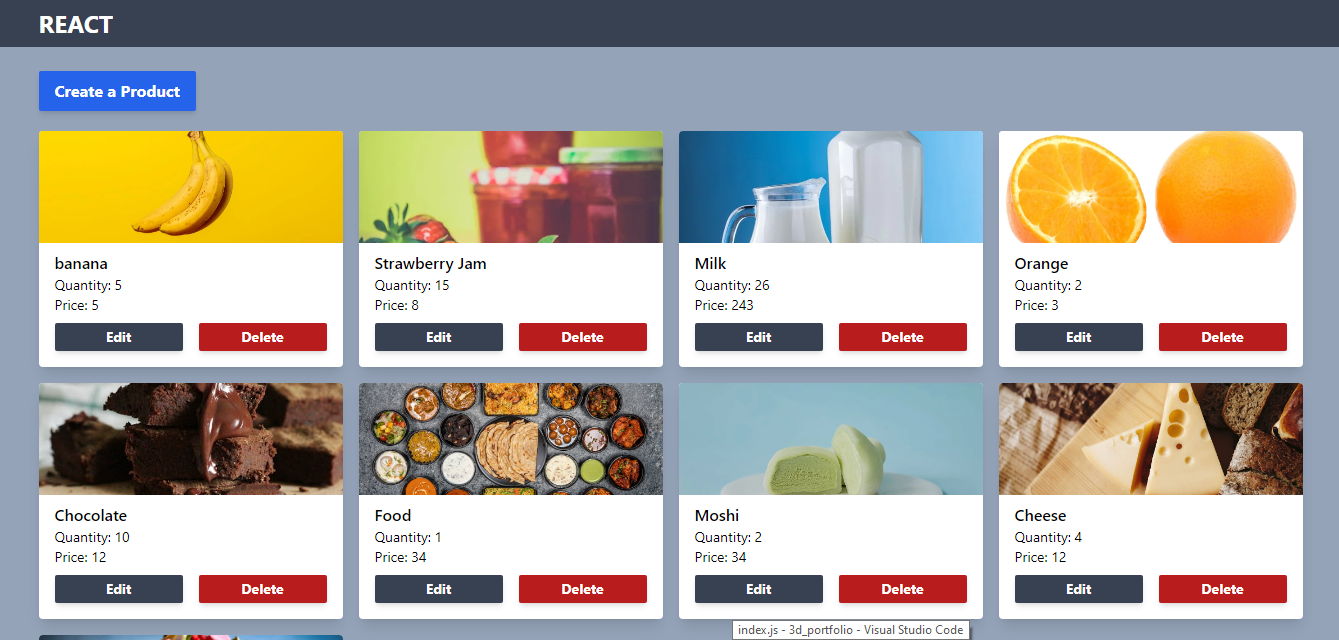 REACT
Create a Product
banana
Quantity: 5
Price: 5
Edit Delete
Strawberry Jam
Quantity: 15
Price: 8
Edit Delete
Milk
Quantity: 26
Price: 243
Edit Delete
Orange
Quantity: 2
Price: 3
Edit Delete
Chocolate
Quantity: 10
Price: 12
Edit Delete
Food
Quantity: 1
Price: 34
Edit Delete
Moshi
Quantity: 2
Price: 34
Edit Delete
Cheese
Quantity: 4
Price: 12
Edit Delete
index.js - 3d_portfolio - Visual Studio Code